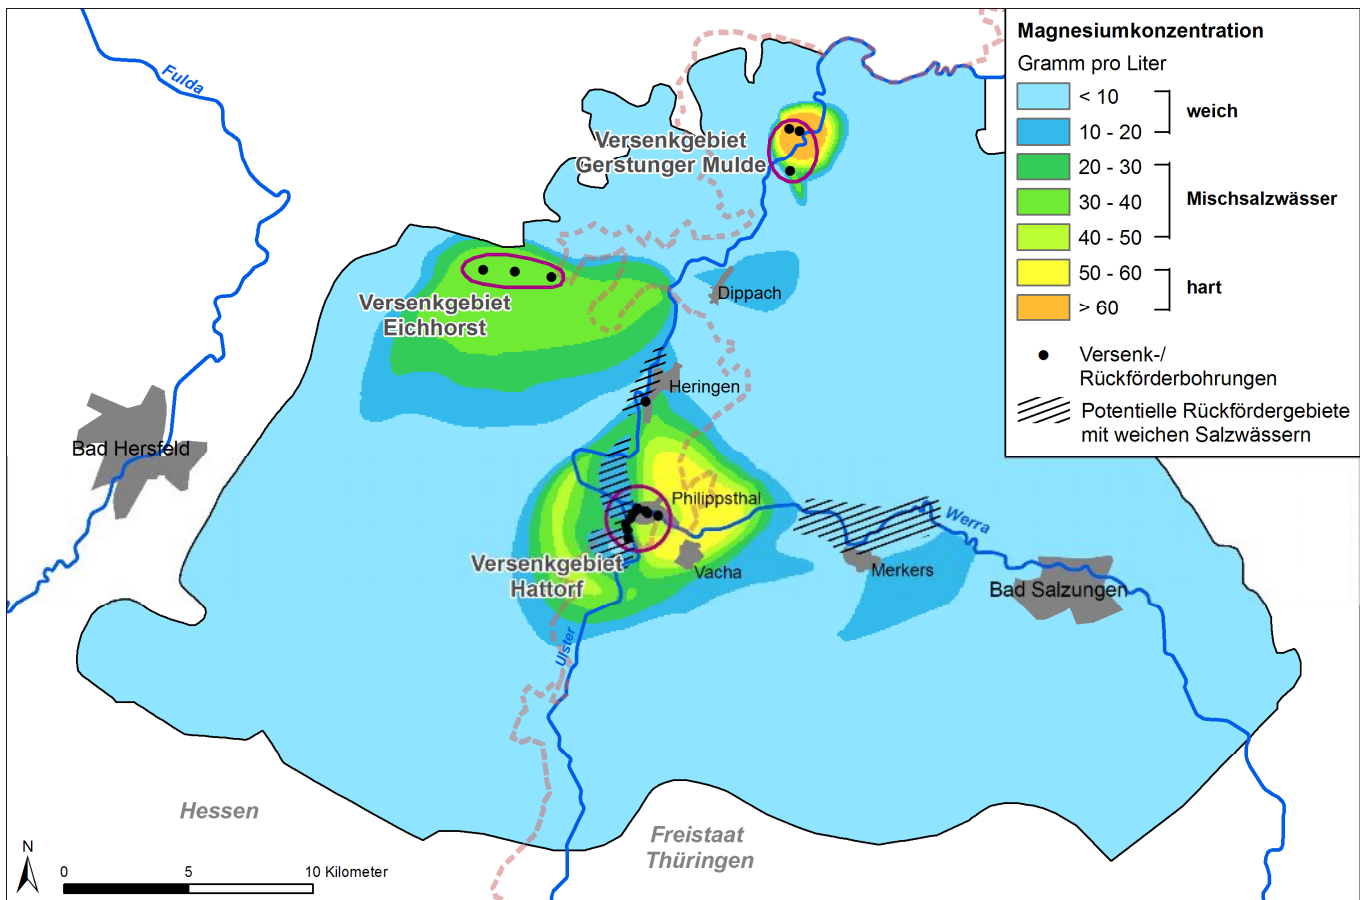 Magnesiumkonzentration
Gramm pro Liter
< 10
10 - 20
weich
20 - 30
30 - 40
40 - 50
Mischsalzwässer
50 - 60
> 60
hart
Versenk-/
Rückförderbohrungen
Potentielle Rückfördergebiete
mit weichen Salzwässern
Fulda
Versenkgebiet
Gerstunger Mulde
Dippach
Versenkgebiet
Eichhorst
Heringen
Bad Hersfeld
Philippsthal
Werra
Versenkgebiet
Hattorf
Vacha
Merkers
Bad Salzungen
Ulster
Hessen
Freistaat
Thüringen
N
0
5
10 Kilometer